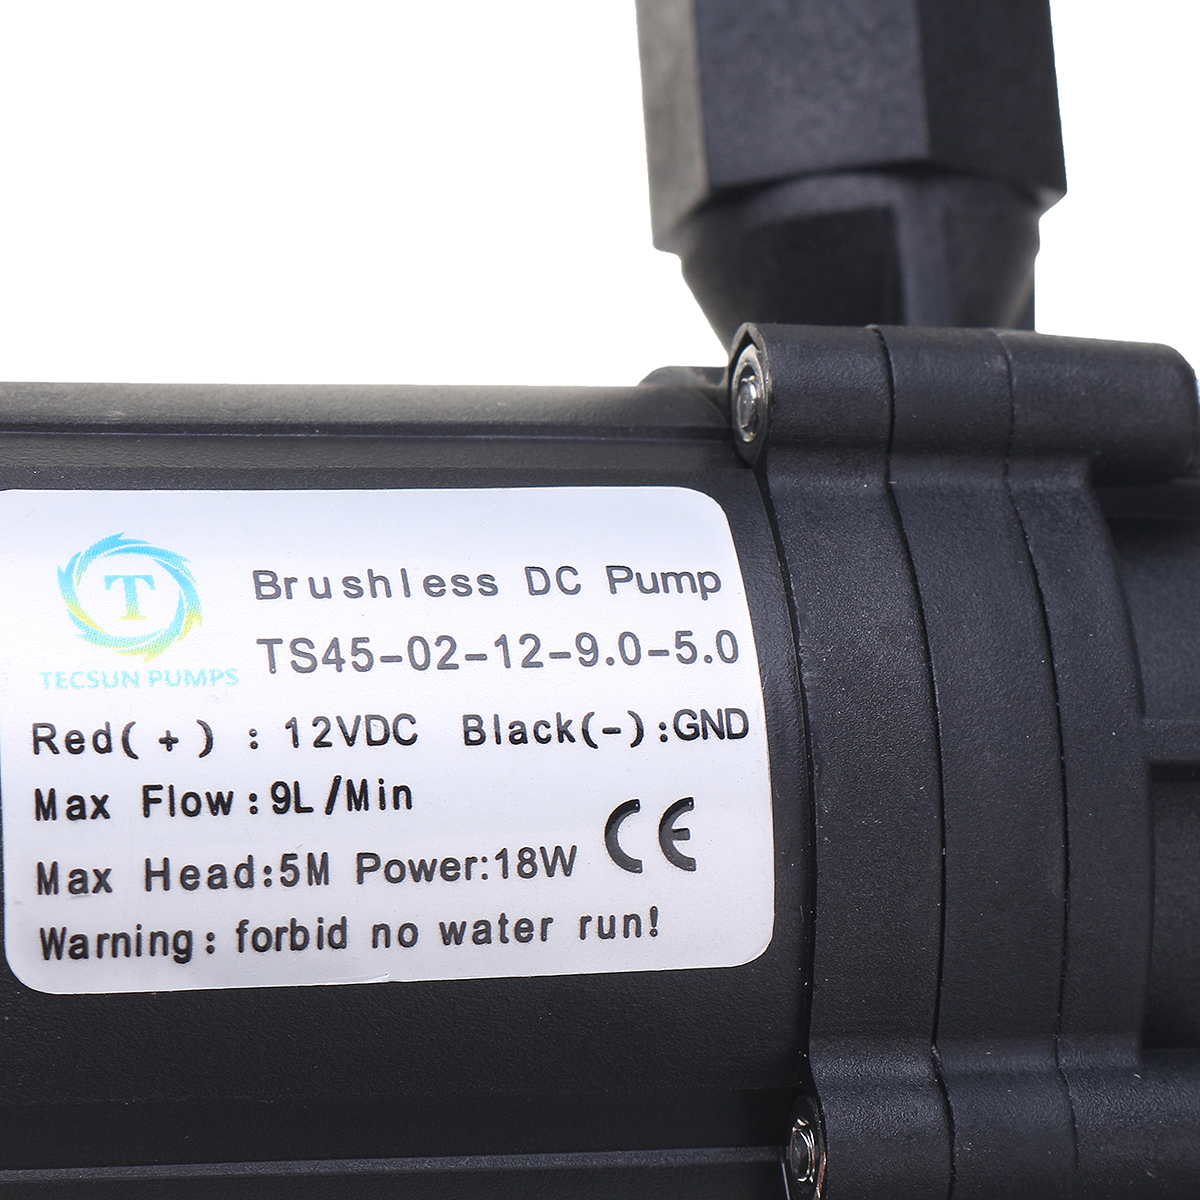 T
TECSUN PUMPS
Brushless DC Pump
TS45-02-12-9.0-5.0
Red(+) : 12VDC Black(-):GND
Max Flow:9L/Min
Max Head:5M Power:18W
CE
Warning: forbid no water run!